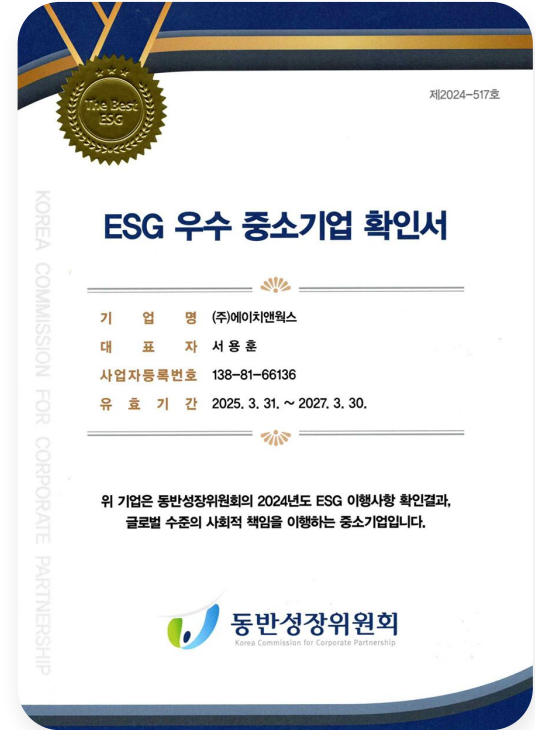 The Best
ESG
제2024-517호
ESG 우수 중소기업 확인서
기 업 명 (주)에이치앤웍스
대 표 자 서 용 훈
사업자등록번호 138-81-66136
유 효 기 간 2025. 3. 31. ~ 2027. 3. 30.
위 기업은 동반성장위원회의 2024년도 ESG 이행사항 확인결과,
글로벌 수준의 사회적 책임을 이행하는 중소기업입니다.
동반성장위원회
Korea Commission for Corporate Partnership
KOREA COMMISSION FOR CORPORATE PARTNERSHIP